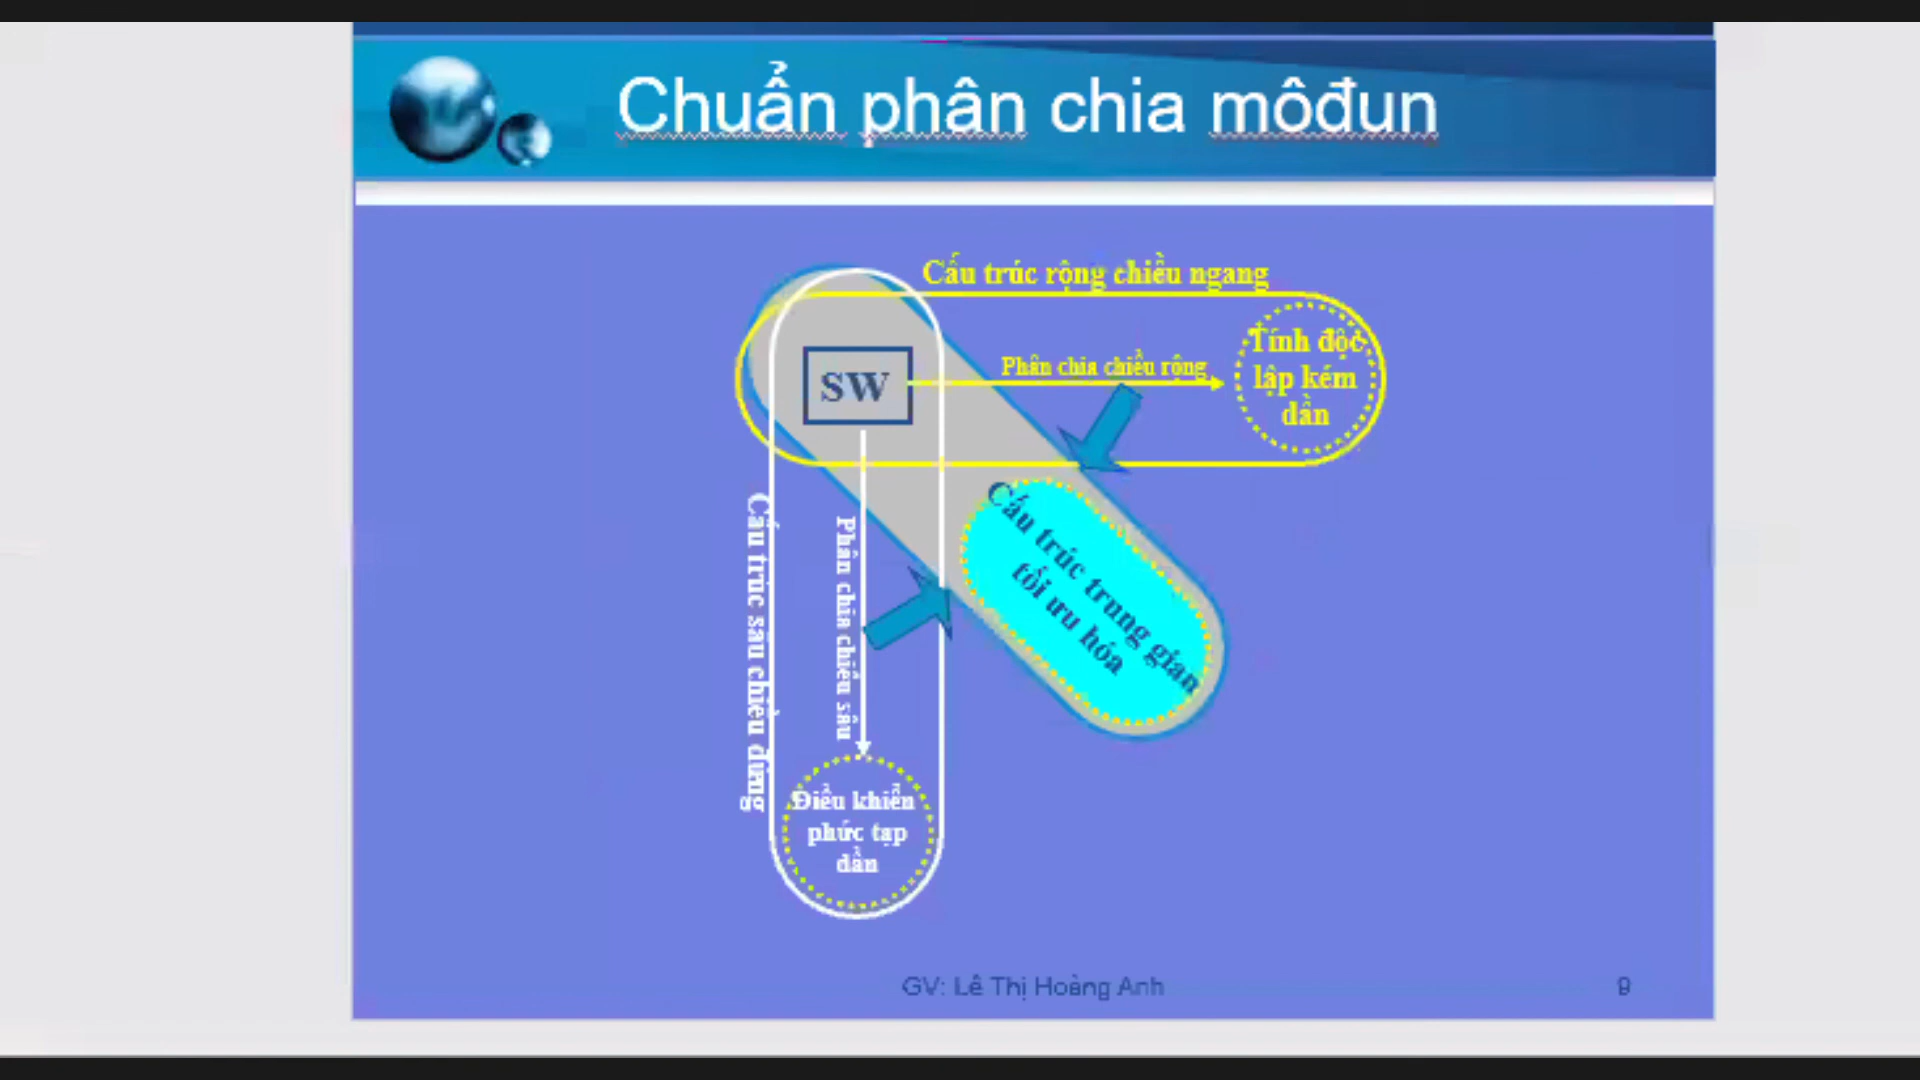 Chuẩn phân chia môđun
Cấu trúc rộng chiều ngang
Tính độc
lập kém
dần
Phân chia chiều rộng
SW
Cấu trúc sâu chiều đứng
Phân chia chiều sâu
Cấu trúc trung gian
tối ưu hóa
Điều khiển
phức tạp
dần
GV: Lê Thị Hoàng Anh
9